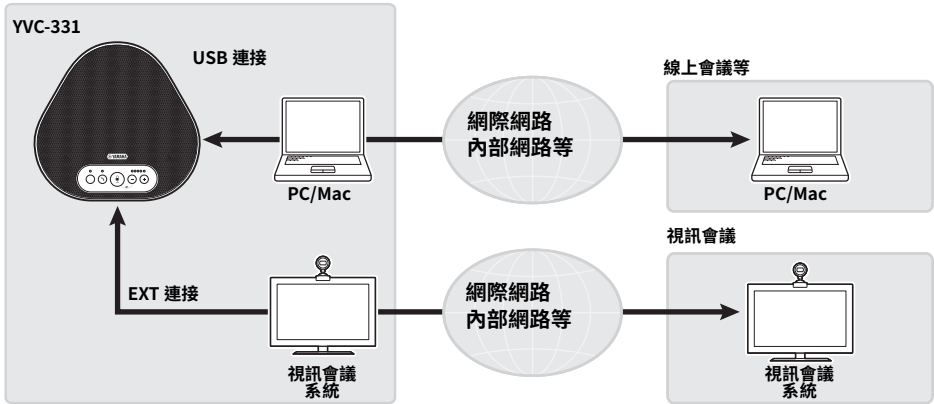 YVC-331
USB 連接
線上會議等
網際網路
內部網路等
YAMAHA
PC/Mac
PC/Mac
視訊會議
EXT 連接
網際網路
內部網路等
視訊會議
系統
視訊會議
系統